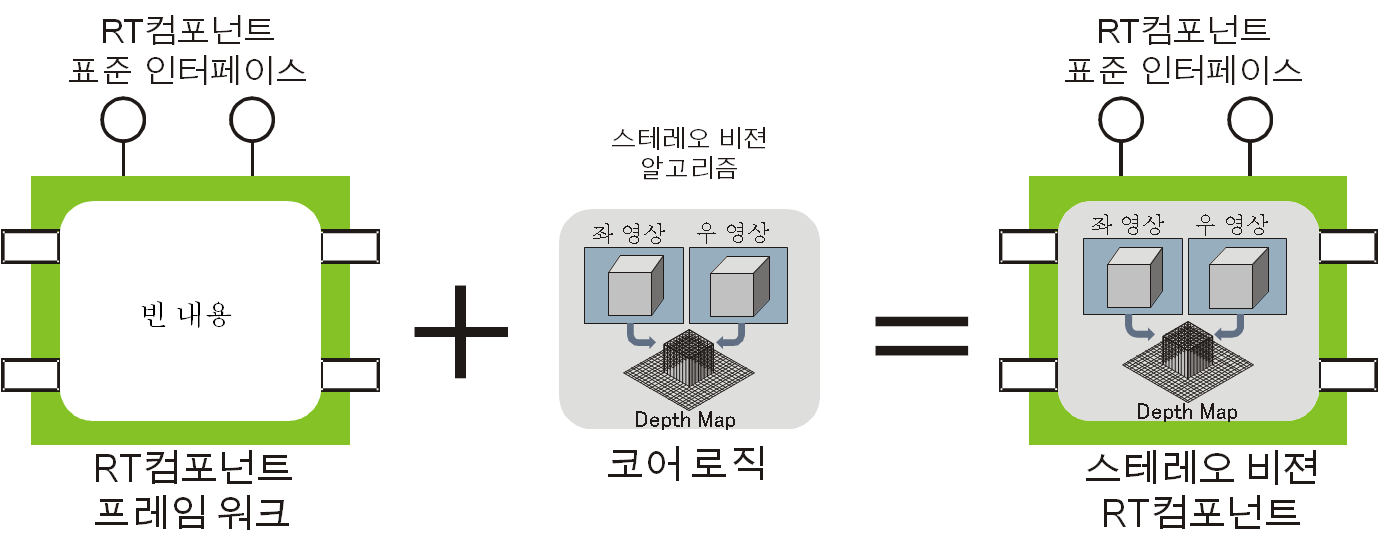 RT컴포넌트
표준 인터페이스
빈 내용
RT컴포넌트
프레임 워크
스테레오 비젼
알고리즘
좌 영상
우 영상
Depth Map
코어 로직
RT컴포넌트
표준 인터페이스
좌 영상
우 영상
Depth Map
스테레오 비젼
RT컴포넌트